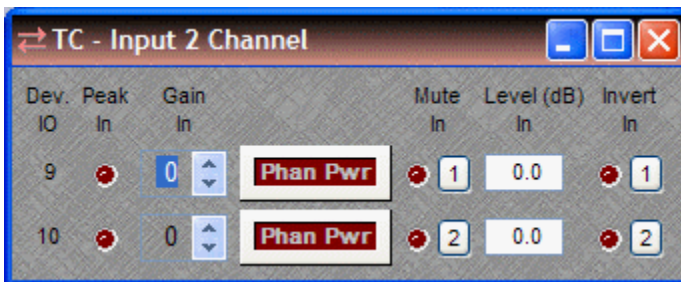 TC - Input 2 Channel
Dev. Peak Gain Mute Level (dB) Invert
IO In In In In In
9 0 Phan Pwr 1 0.0 1
10 0 Phan Pwr 2 0.0 2